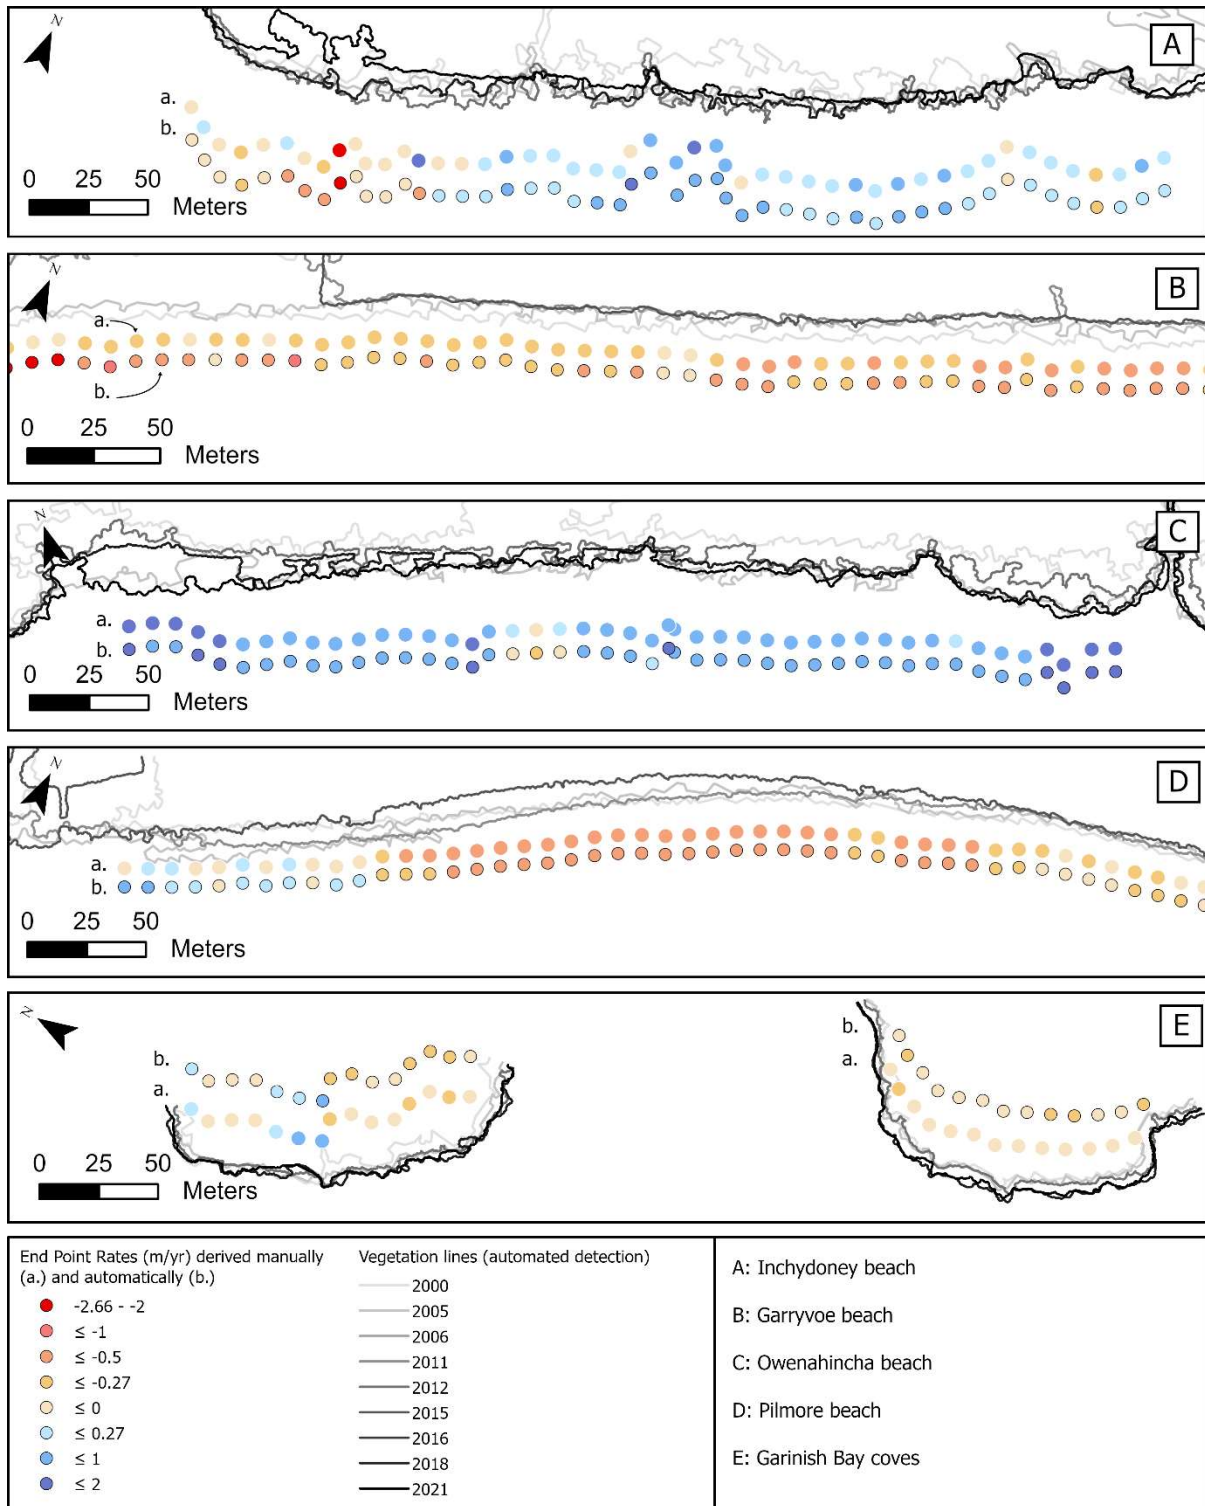 N
A
a.
b.
0 25 50
Meters
N
B
a.
b.
0 25 50
Meters
N
C
a.
b.
0 25 50
Meters
N
D
a.
b.
0 25 50
Meters
N
E
b.
a.
b.
a.
0 25 50
Meters
End Point Rates (m/yr) derived manually
(a.) and automatically (b.)
-2.66 - -2
≤ -1
≤ -0.5
≤ -0.27
≤ 0
≤ 0.27
≤ 1
≤ 2
Vegetation lines (automated detection)
2000
2005
2006
2011
2012
2015
2016
2018
2021
A: Inchydoney beach
B: Garryvoe beach
C: Owenahincha beach
D: Pilmore beach
E: Garinish Bay coves